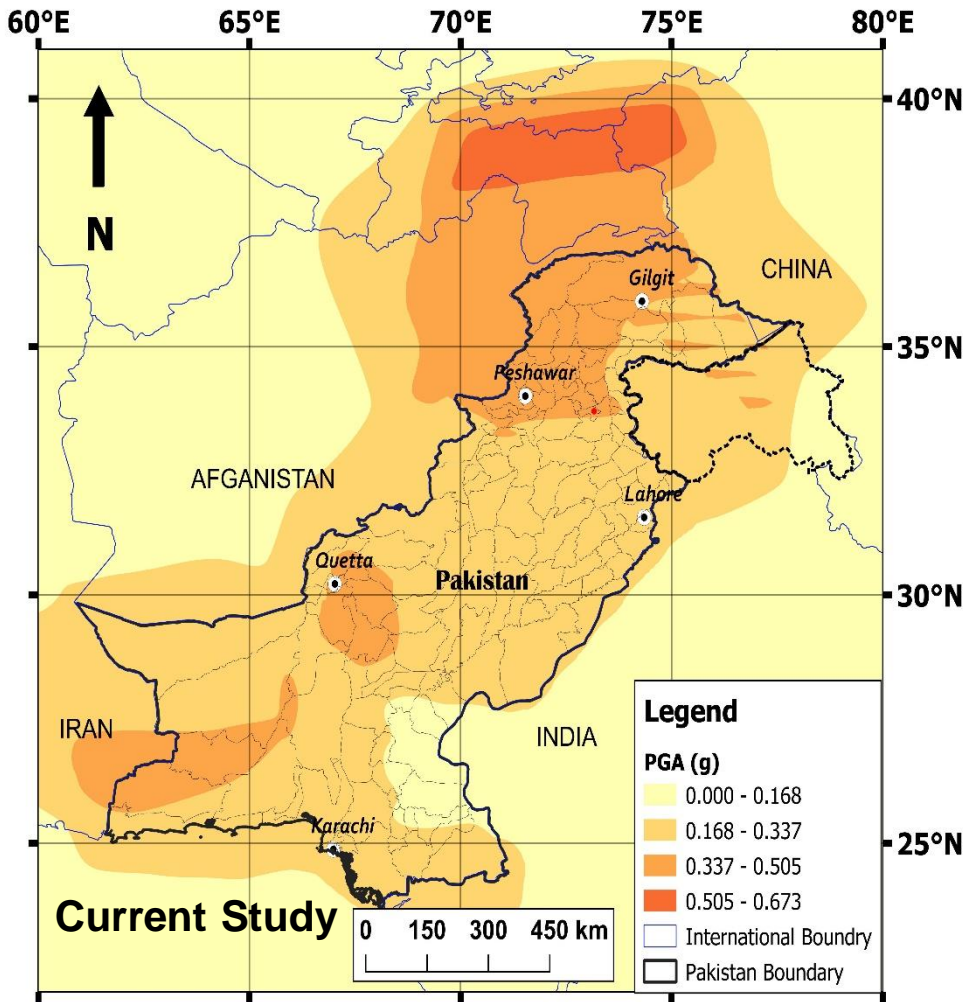 60°E 65°E 70°E 75°E 80°E
40°N
N
CHINA
Gilgit
35°N
Peshawar
AFGANISTAN
Lahore
Quetta
Pakistan
30°N
IRAN
INDIA
Karachi
25°N
Current Study
0 150 300 450 km
Legend
PGA (g)
0.000 - 0.168
0.168 - 0.337
0.337 - 0.505
0.505 - 0.673
International Boundry
Pakistan Boundary